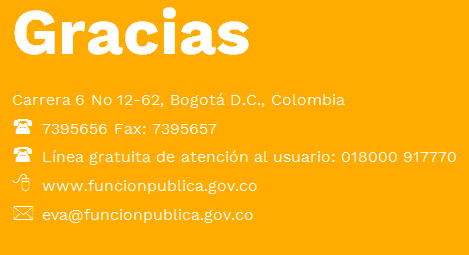 Gracias
Carrera 6 No 12-62, Bogotá D.C., Colombia
7395656 Fax: 7395657
Línea gratuita de atención al usuario: 018000 917770
www.funcionpublica.gov.co
eva@funcionpublica.gov.co